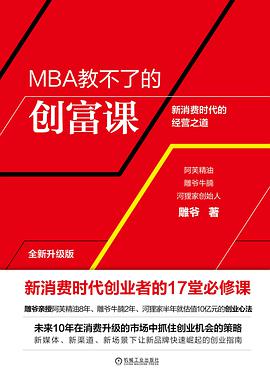 MBA教不了的
创富课
新消费时代的
经营之道
阿芙精油
雕爷牛腩
河狸家创始人
雕爷 著
全新升级版
新消费时代创业者的17堂必修课
雕爷亲授阿芙精油8年、雕爷牛腩2年、河狸家半年就估值10亿元的创业心法
未来10年在消费升级的市场中抓住创业机会的策略
新媒体、新渠道、新场景下让新品牌快速崛起的创业指南
机械工业出版社